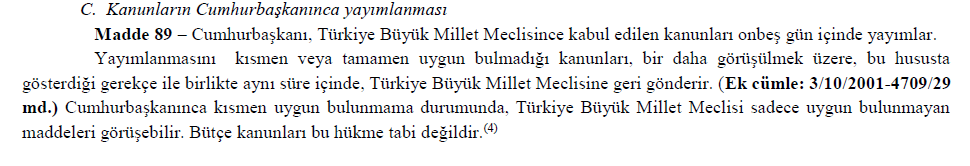 C. Kanunların Cumhurbaşkanınca yayımlanması
Madde 89 – Cumhurbaşkanı, Türkiye Büyük Millet Meclisince kabul edilen kanunları onbeş gün içinde yayımlar.
Yayımlanmasını kısmen veya tamamen uygun bulmadığı kanunları, bir daha görüşülmek üzere, bu hususta
gösterdiği gerekçe ile birlikte aynı süre içinde, Türkiye Büyük Millet Meclisine geri gönderir. (Ek cümle: 3/10/2001-4709/29
md.) Cumhurbaşkanınca kısmen uygun bulunmama durumunda, Türkiye Büyük Millet Meclisi sadece uygun bulunmayan
maddeleri görüşebilir. Bütçe kanunları bu hükme tabi değildir.(4)